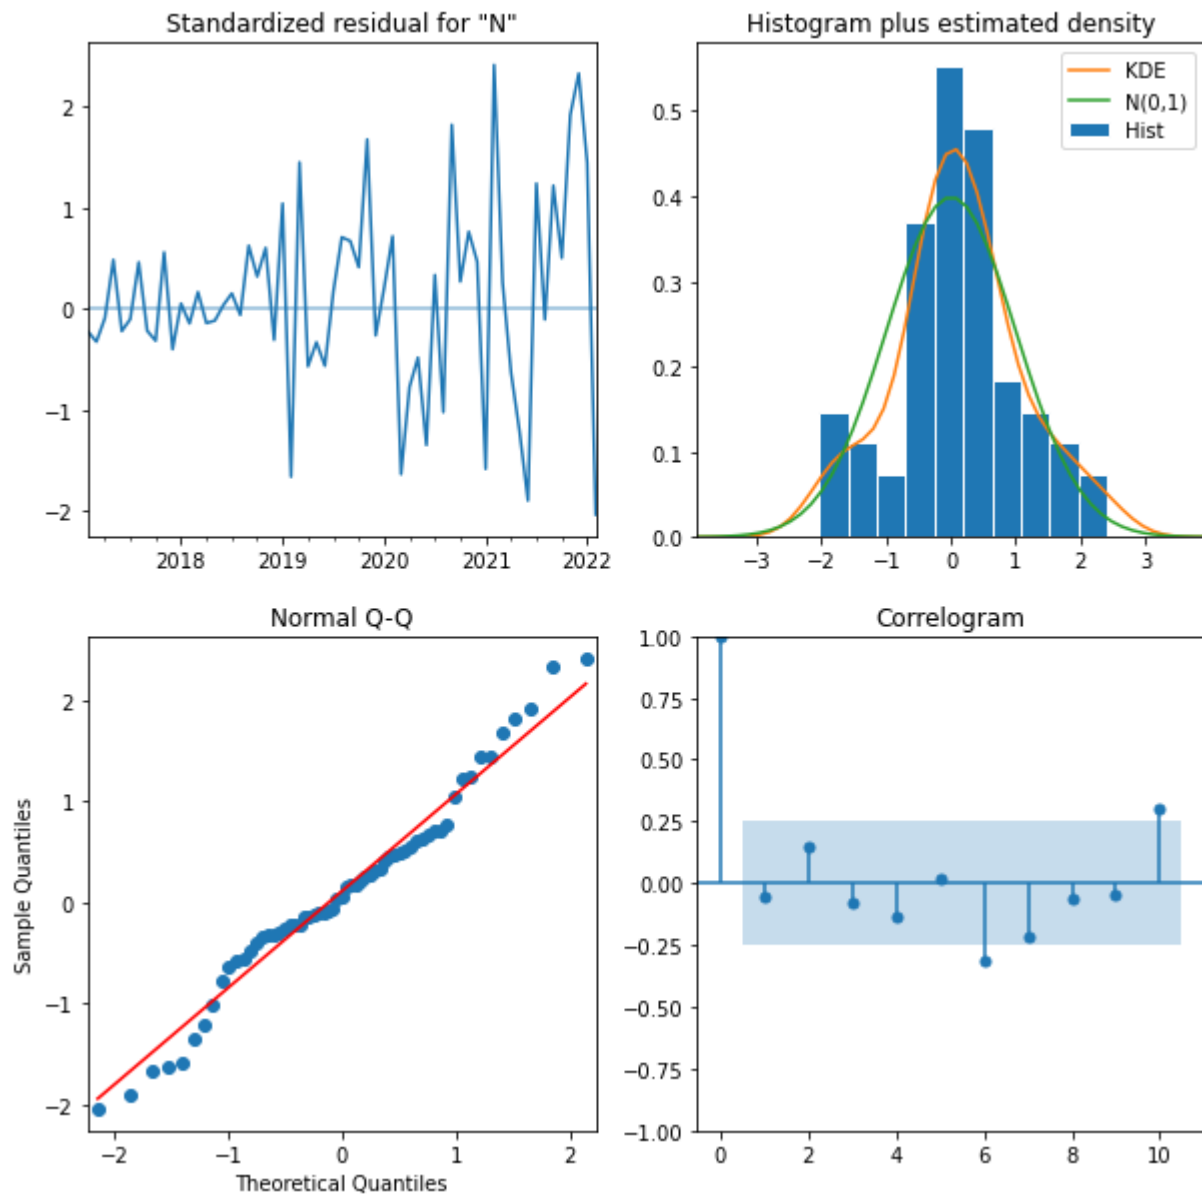 Standardized residual for "N"
2
1
0
−1
−2
2018 2019 2020 2021 2022
Histogram plus estimated density
KDE
N(0,1)
Hist
0.5
0.4
0.3
0.2
0.1
0.0
−3 −2 −1 0 1 2 3
Normal Q-Q
Sample Quantiles
2
1
0
−1
−2
−2 −1 0 1 2
Theoretical Quantiles
Correlogram
1.00
0.75
0.50
0.25
0.00
−0.25
−0.50
−0.75
−1.00
0 2 4 6 8 10